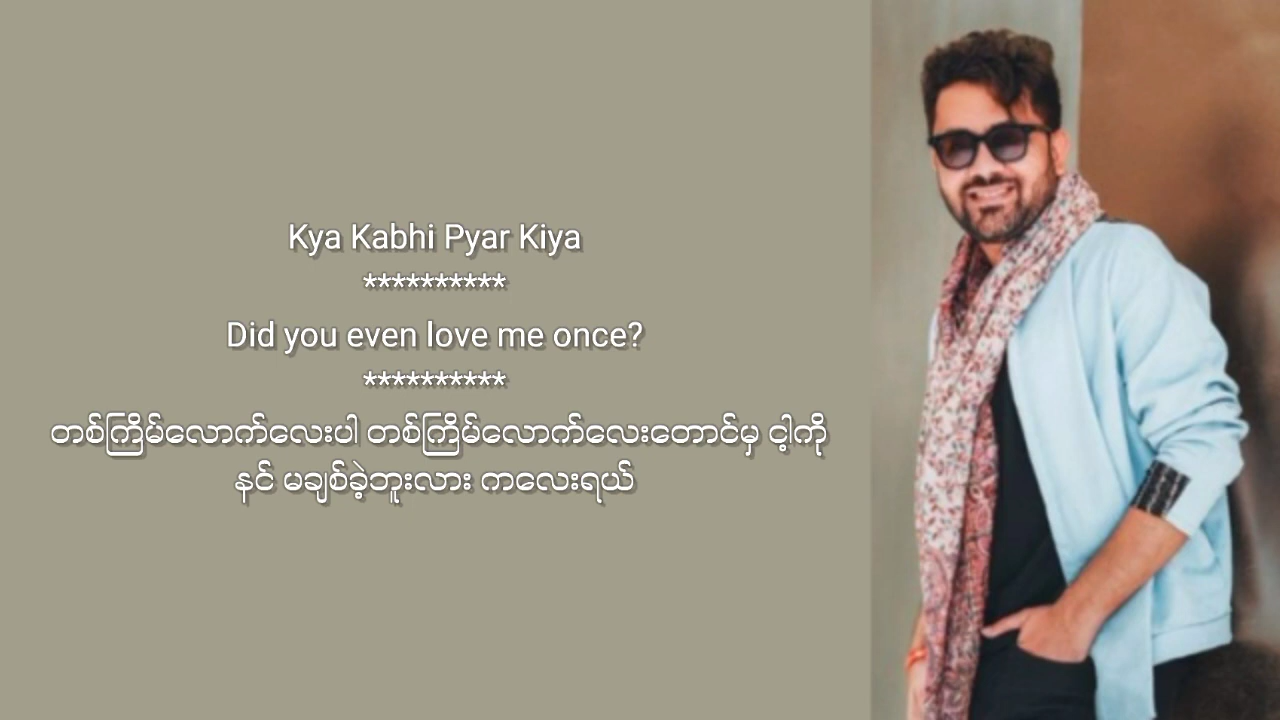 Kya Kabhi Pyar Kiya
**********
Did you even love me once?
**********
တစ်ကြိမ်လောက်လေးပါ တစ်ကြိမ်လောက်လေးတောင်မှ ငါ့ကို
နင် မချစ်ခဲ့ဘူးလား ကလေးရယ်